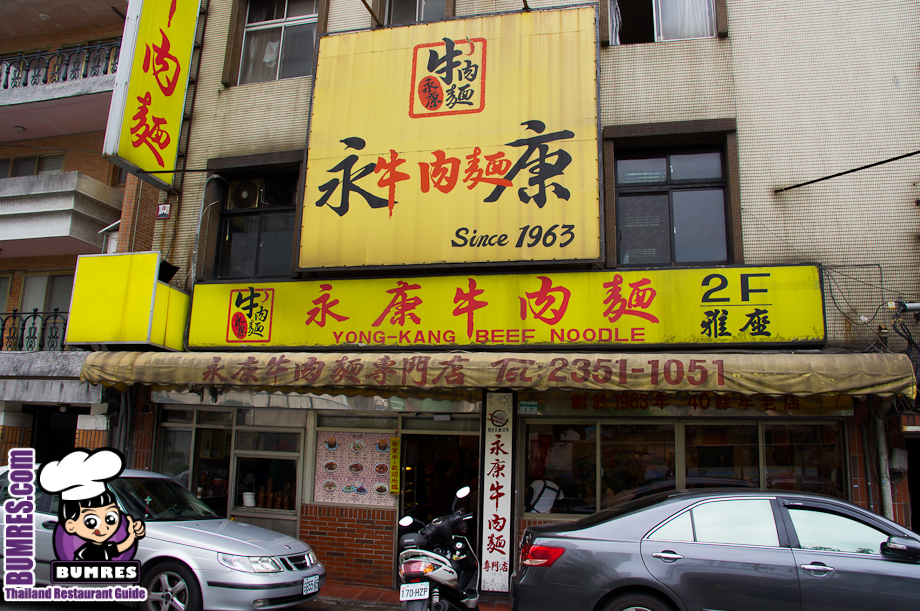 牛肉麵
永康
牛肉麵
永牛肉麵康
Since 1963
永康
牛肉麵
永康牛肉麵
YONG-KANG BEEF NOODLE
2F
雅座
永康牛肉麵專門店 TEL:2351-1051
永康牛肉麵
專門店
170-HZP
BUMRES.COM
BUMRES
Thailand Restaurant Guide